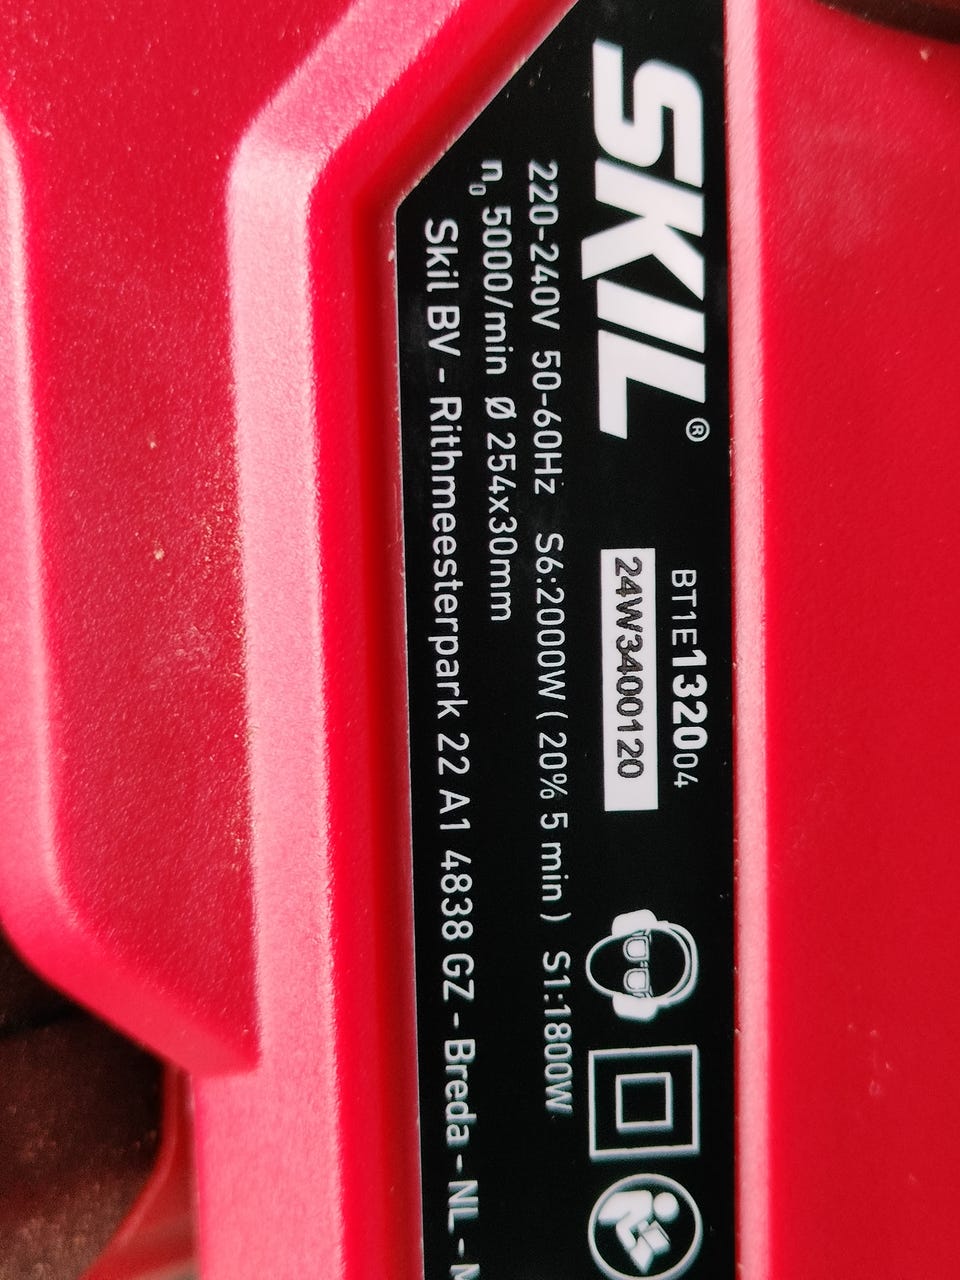 SKIL®
BT1E132004
24W3400120
220-240V 50-60Hz S6:2000W (20% 5 min) S1:1800W
n0 5000/min Ø 254x30mm
Skil BV - Rithmeesterpark 22 A1 4838 GZ - Breda - NL -